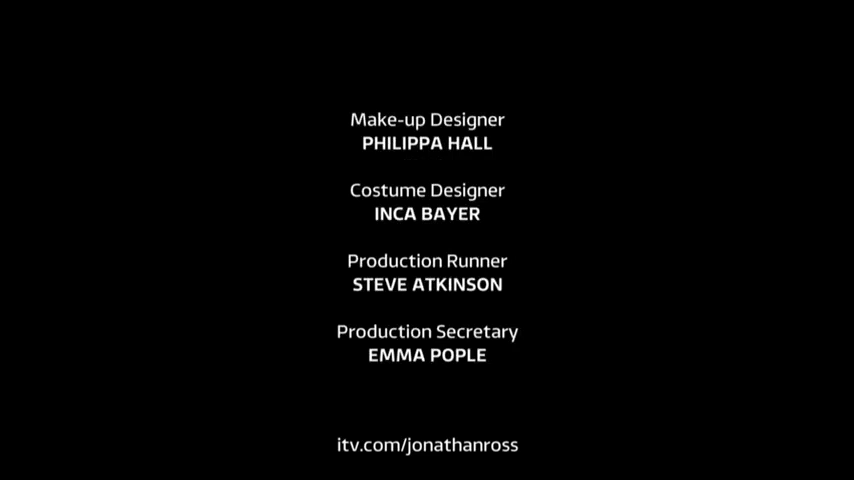 Make-up Designer
PHILIPPA HALL
Costume Designer
INCA BAYER
Production Runner
STEVE ATKINSON
Production Secretary
EMMA POPLE
itv.com/jonathanross